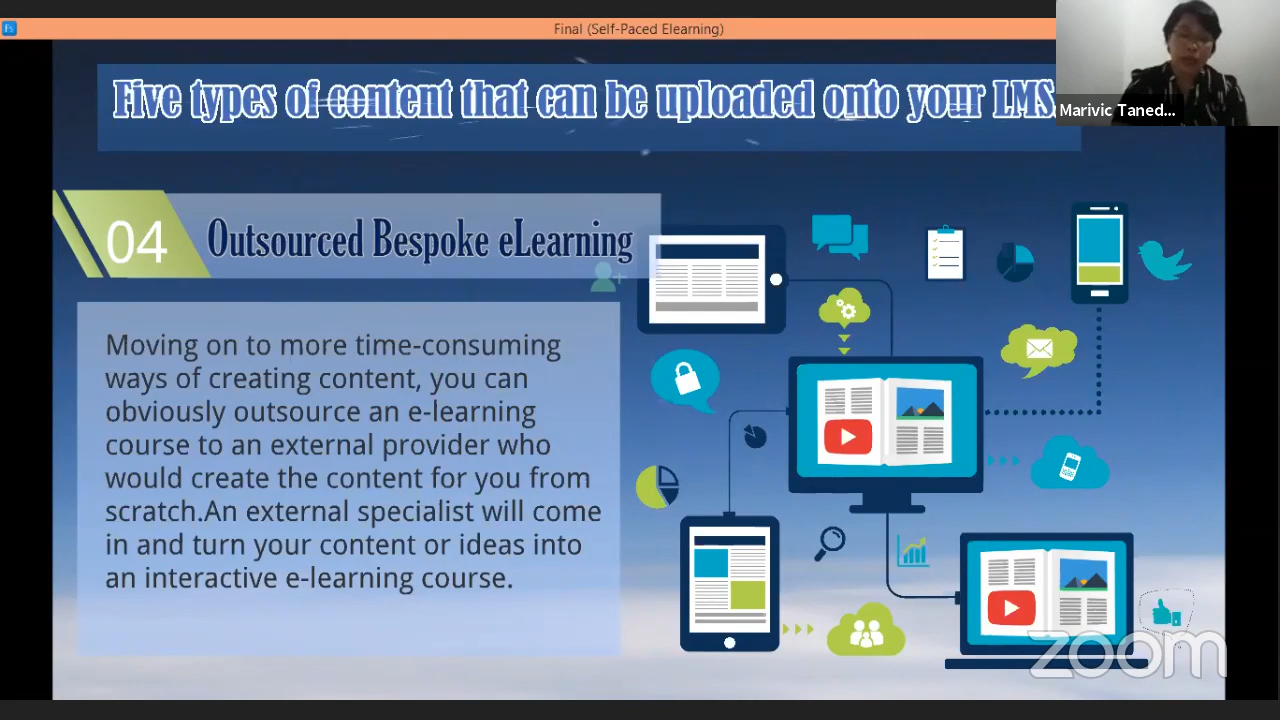 Final (Self-Paced Elearning)
Five types of content that can be uploaded onto your LMS
Marivic Taned...
04
Outsourced Bespoke eLearning
Moving on to more time-consuming
ways of creating content, you can
obviously outsource an e-learning
course to an external provider who
would create the content for you from
scratch.An external specialist will come
in and turn your content or ideas into
an interactive e-learning course.
zoom